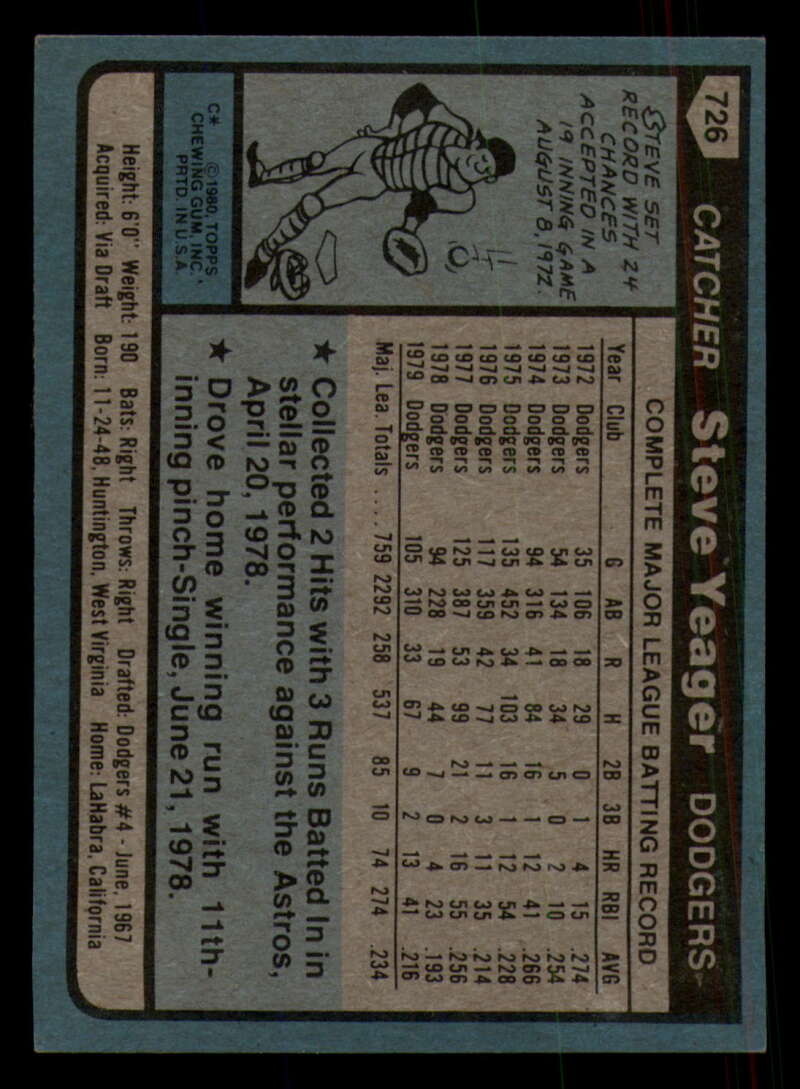 726
CATCHER Steve Yeager DODGERS
STEVE SET
RECORD WITH 24
CHANCES
ACCEPTED IN A
19 INNING GAME
AUGUST 8, 1972.
C* ©1980, TOPPS
CHEWING GUM, INC.,
PRTD. IN U.S.A.
COMPLETE MAJOR LEAGUE BATTING RECORD
Year Club G AB R H 2B 3B HR RBI AVG
1972 Dodgers 35 106 18 29 0 1 4 15 .274
1973 Dodgers 54 134 18 34 5 0 2 10 .254
1974 Dodgers 94 316 41 84 16 1 12 41 .266
1975 Dodgers 135 452 34 103 16 1 12 54 .228
1976 Dodgers 117 359 42 77 11 3 11 35 .214
1977 Dodgers 125 387 53 99 21 2 16 55 .256
1978 Dodgers 94 228 19 44 7 0 4 23 .193
1979 Dodgers 105 310 33 67 9 2 13 41 .216
Maj. Lea. Totals .... 759 2292 258 537 85 10 74 274 .234
★ Collected 2 Hits with 3 Runs Batted In in
stellar performance against the Astros,
April 20, 1978.
★ Drove home winning run with 11th-
inning pinch-Single, June 21, 1978.
Height: 6'0" Weight: 190 Bats: Right Throws: Right Drafted: Dodgers #4 - June, 1967
Acquired: Via Draft Born: 11-24-48, Huntington, West Virginia Home: LaHabra, California